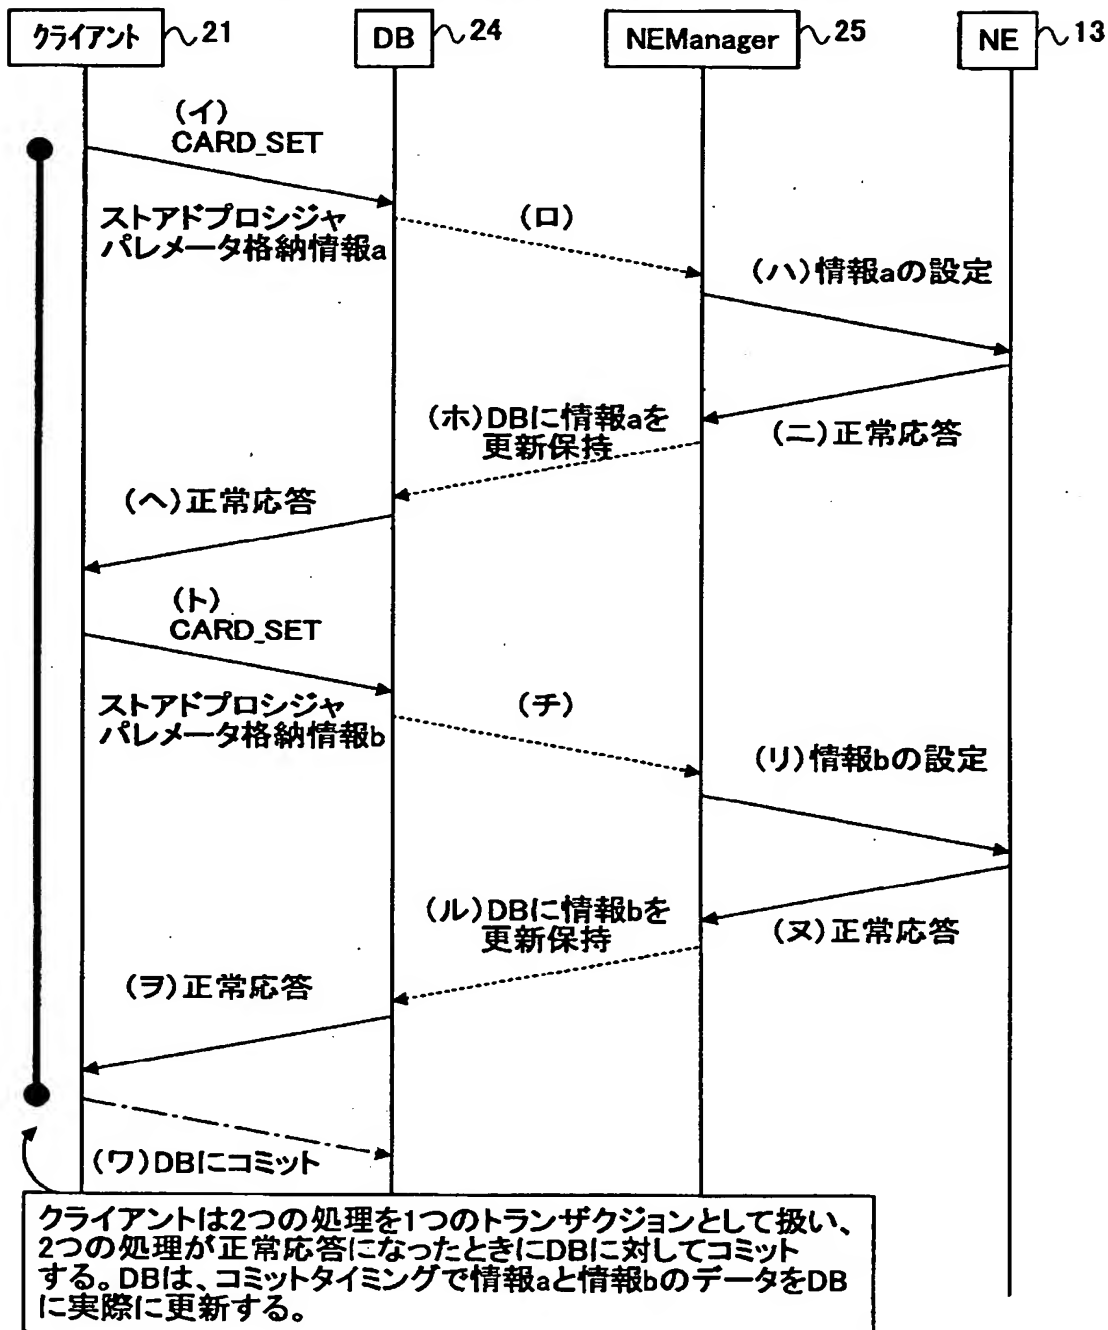 クライアント 21
DB 24
NEManager 25
NE 13
(イ)
CARD_SET
ストアドプロシジャ
パレメータ格納情報a
(ロ)
(ハ)情報aの設定
(ニ)正常応答
(ホ)DBに情報aを
更新保持
(ヘ)正常応答
(ト)
CARD_SET
ストアドプロシジャ
パレメータ格納情報b
(チ)
(リ)情報bの設定
(ヌ)正常応答
(ル)DBに情報bを
更新保持
(ヲ)正常応答
(ワ)DBにコミット
クライアントは2つの処理を1つのトランザクジョンとして扱い、
2つの処理が正常応答になったときにDBに対してコミット
する。DBは、コミットタイミングで情報aと情報bのデータをDB
に実際に更新する。